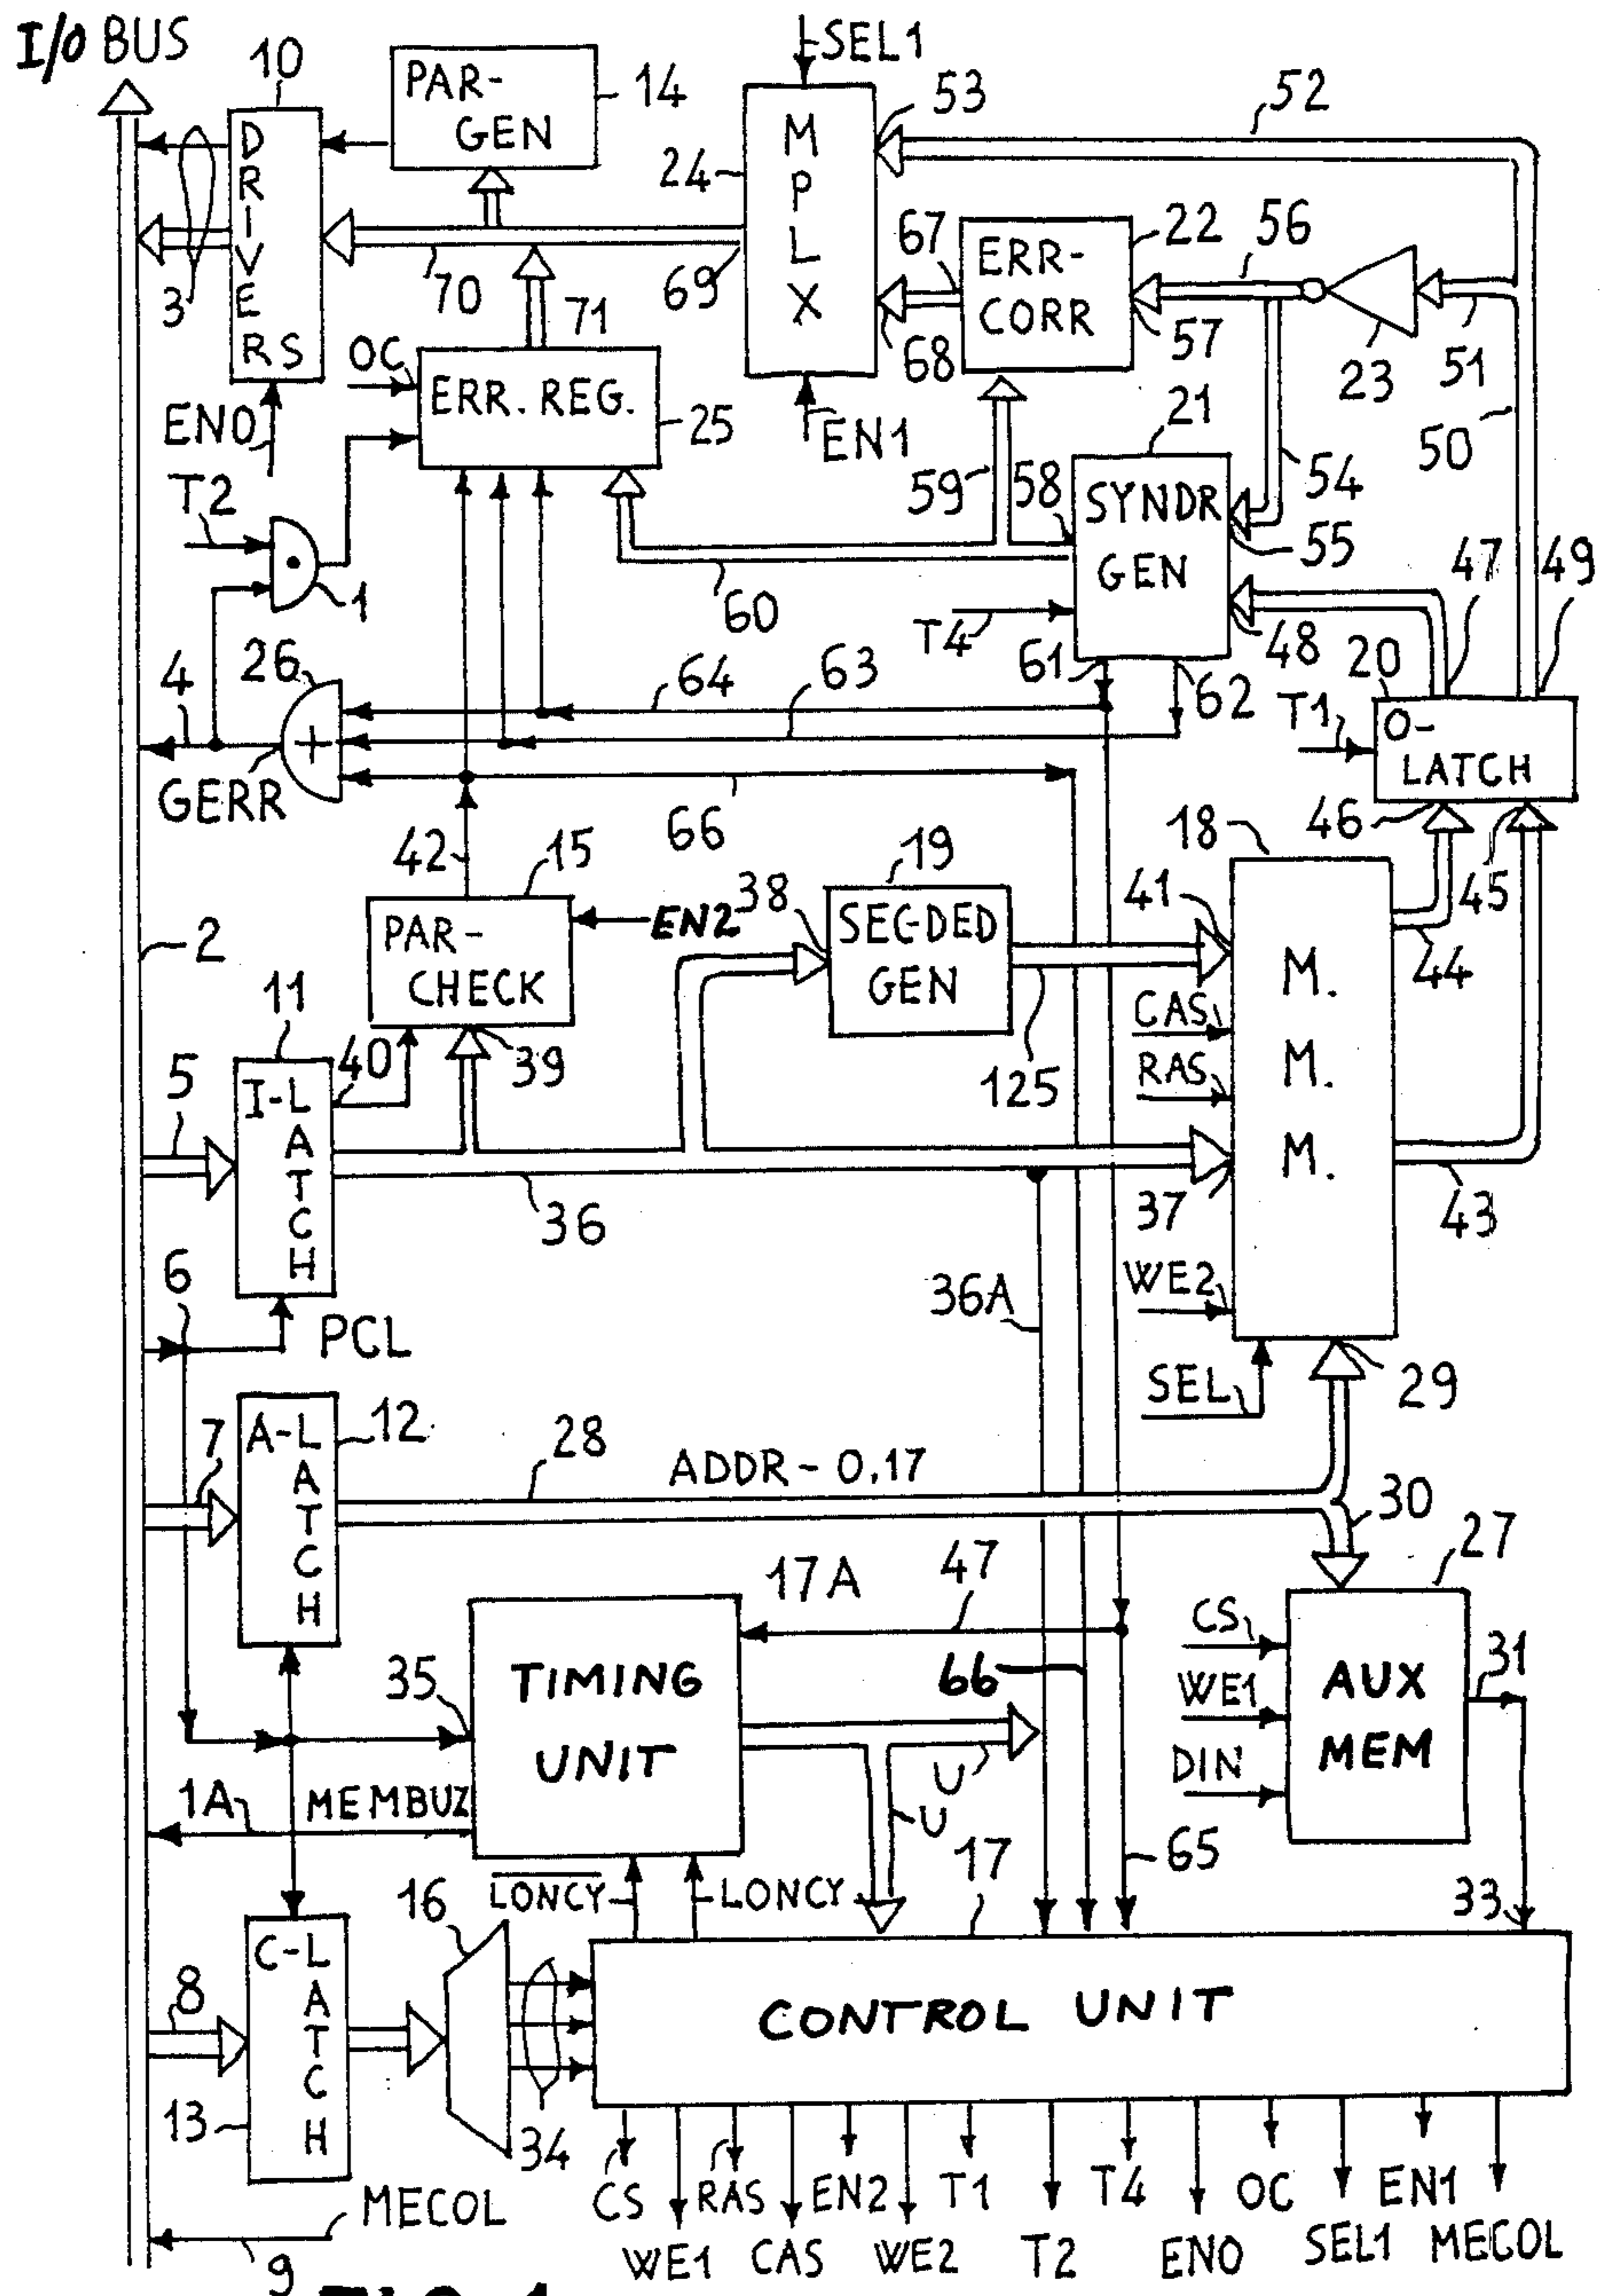 I/O BUS
10
PAR-
GEN
14
SEL1
53
52
DRIVERS
MPLX
24
3
70
71
69
67
68
ERR-
CORR
22
56
57
23
51
50
OC
ERR. REG.
25
EN0
EN1
21
T2
1
59
58
SYNDR
GEN
54
55
47
49
60
T4
48
20
4
26
64
63
61
62
T1
O-
LATCH
GERR
66
46
45
18
42
15
19
38
41
PAR-
CHECK
EN2
SEC-DED
GEN
M.
M.
M.
44
2
11
40
39
125
CAS
RAS
5
I-LATCH
36
37
43
6
PCL
36A
WE2
SEL
29
7
A-LATCH
12
28
ADDR - 0.17
30
27
17A
47
CS
35
TIMING
UNIT
66
WE1
AUX
MEM
31
U
U
DIN
1A
MEMBUZ
65
16
LONCY
LONCY
17
33
8
C-LATCH
CONTROL UNIT
13
34
CS
RAS
EN2
T1
T4
OC
EN1
MECOL
WE1
CAS
WE2
T2
EN0
SEL1
MECOL
9